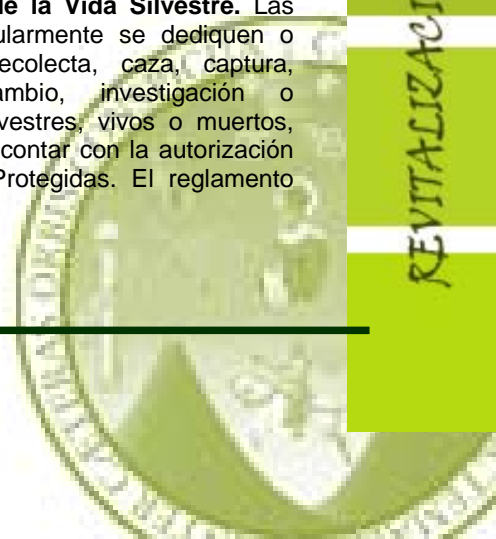 de la Vida Silvestre. Las
ularmente se dediquen o
ecolecta, caza, captura,
ambio, investigación o
vestres, vivos o muertos,
contar con la autorización
Protegidas. El reglamento
REVITALIZACI